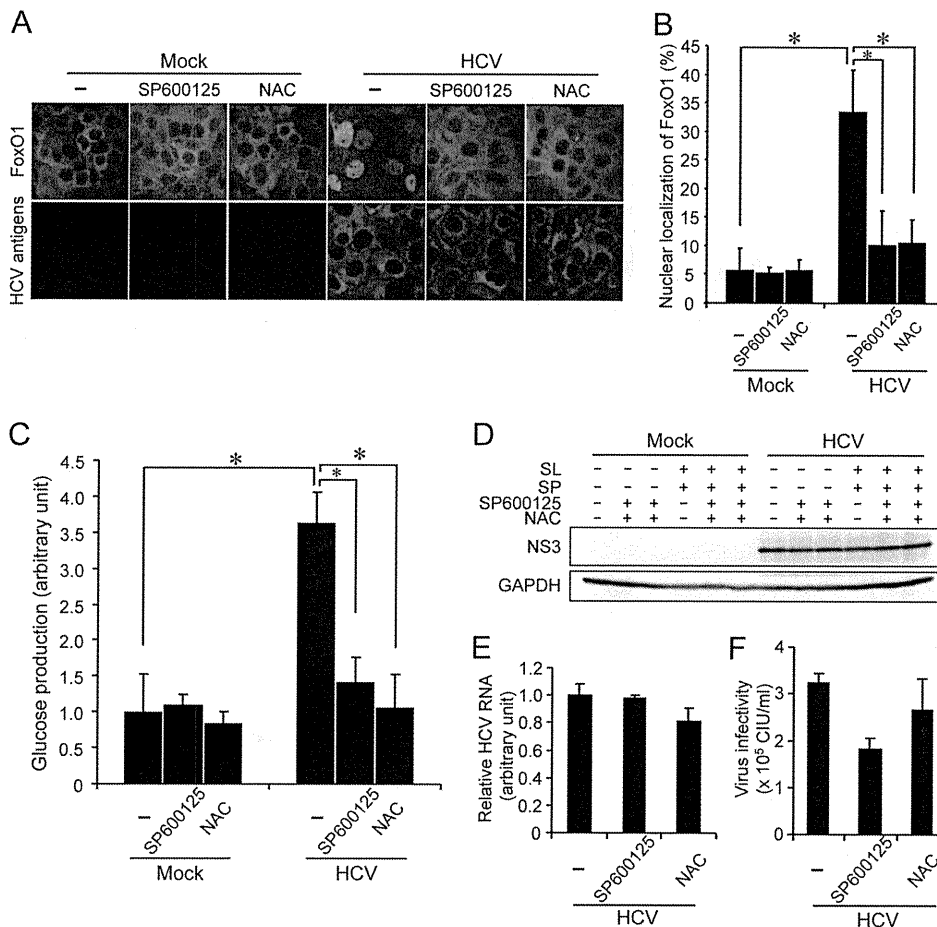 A
Mock
HCV
– SP600125 NAC – SP600125 NAC
FoxO1
HCV antigens
B
Nuclear localization of FoxO1 (%)
45
40
35
30
25
20
15
10
5
0
* * *
– SP600125 NAC – SP600125 NAC
Mock HCV
C
Glucose production (arbitrary unit)
4.5
4.0
3.5
3.0
2.5
2.0
1.5
1.0
0.5
0
* * *
– SP600125 NAC – SP600125 NAC
Mock HCV
D
Mock HCV
SL – – – + + + – – – + + +
SP – – – + + + – – – + + +
SP600125 – + – – + + – + – – + +
NAC – + + – + + – + + – + +
NS3
GAPDH
E
Relative HCV RNA
(arbitrary unit)
1.2
1.0
0.8
0.6
0.4
0.2
0
– SP600125 NAC
HCV
F
Virus infectivity
(x 10⁵ CIU/ml)
4
3
2
1
0
– SP600125 NAC
HCV